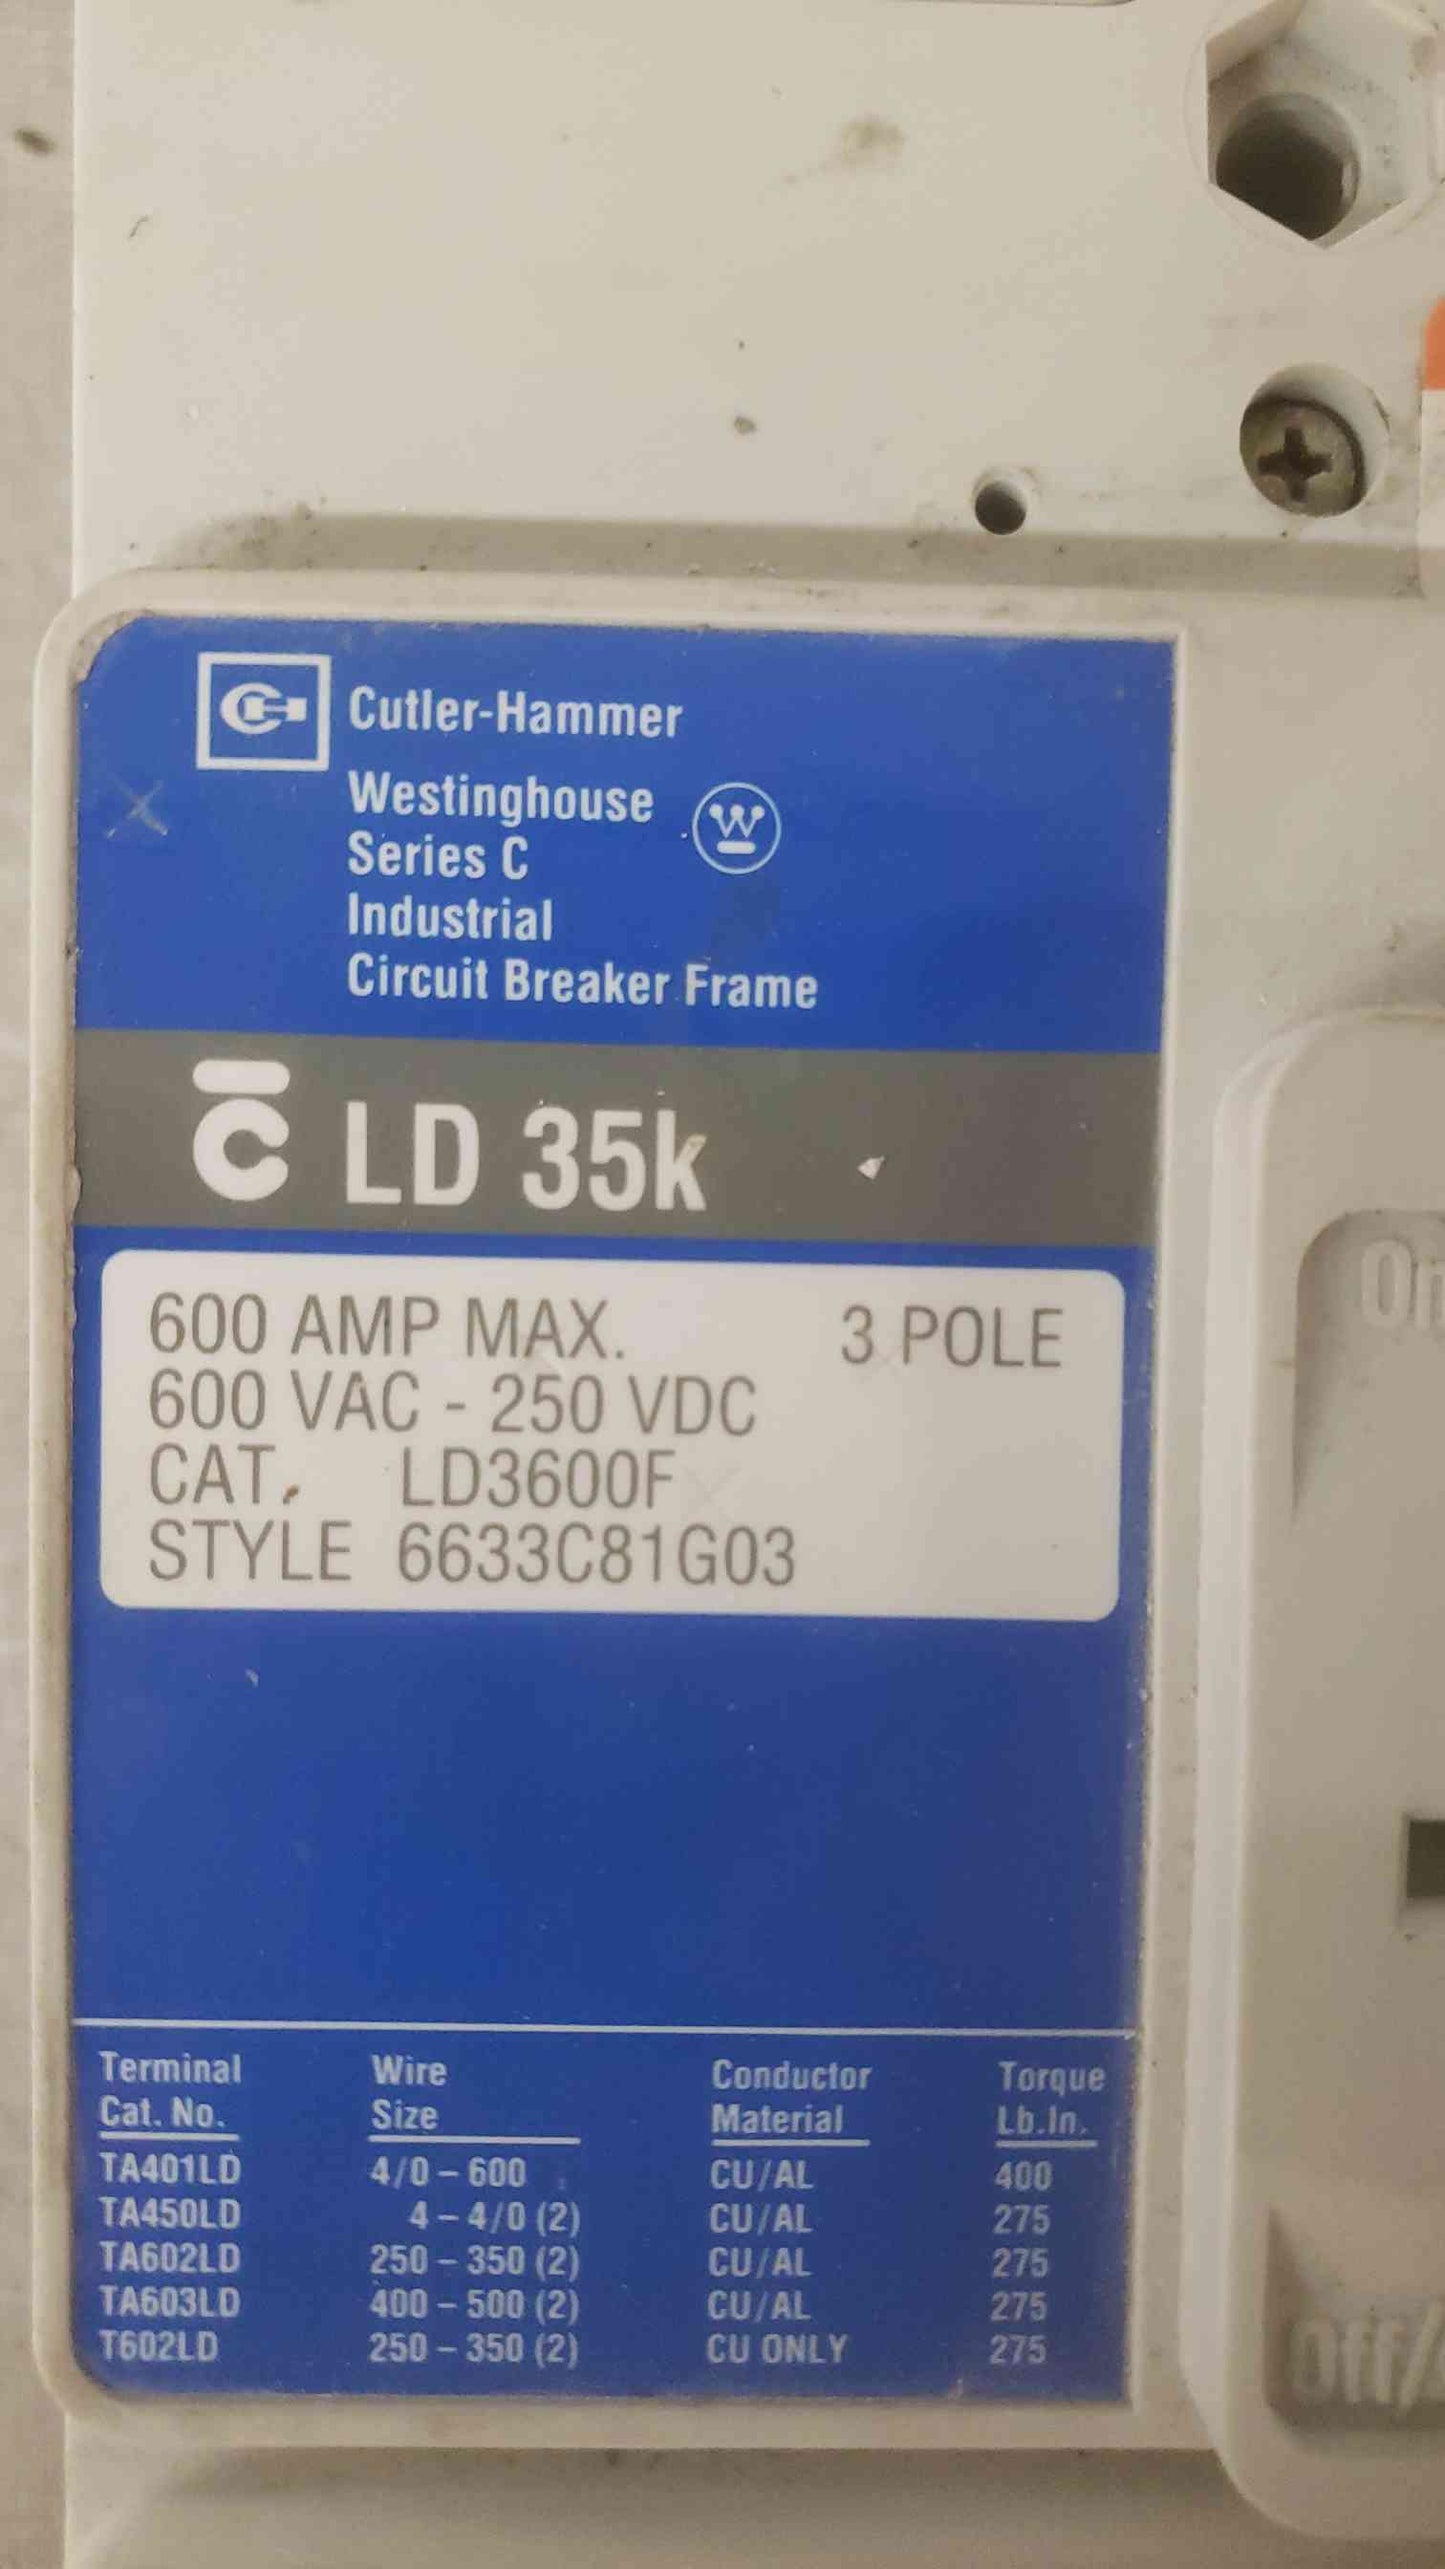 Cutler-Hammer
Westinghouse
Series C
Industrial
Circuit Breaker Frame
C LD 35k
600 AMP MAX. 3 POLE
600 VAC - 250 VDC
CAT. LD3600F
STYLE 6633C81G03
On
Terminal Cat. No. Wire Size Conductor Material Torque Lb.In.
TA401LD 4/0 – 600 CU/AL 400
TA450LD 4 – 4/0 (2) CU/AL 275
TA602LD 250 – 350 (2) CU/AL 275
TA603LD 400 – 500 (2) CU/AL 275
T602LD 250 – 350 (2) CU ONLY 275
Off/